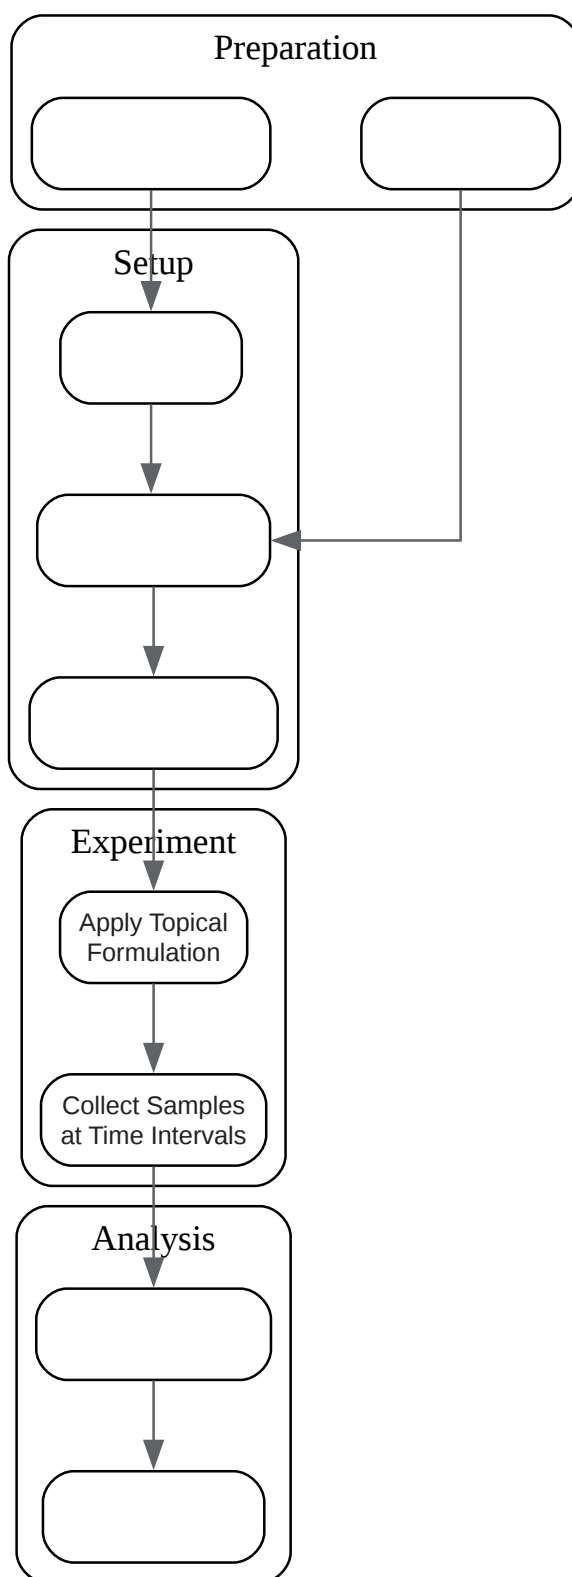 Preparation
Setup
Experiment
Apply Topical
Formulation
Collect Samples
at Time Intervals
Analysis